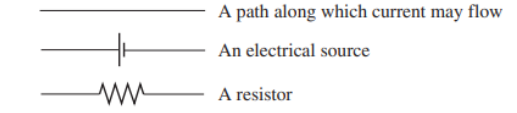 A path along which current may flow
An electrical source
A resistor